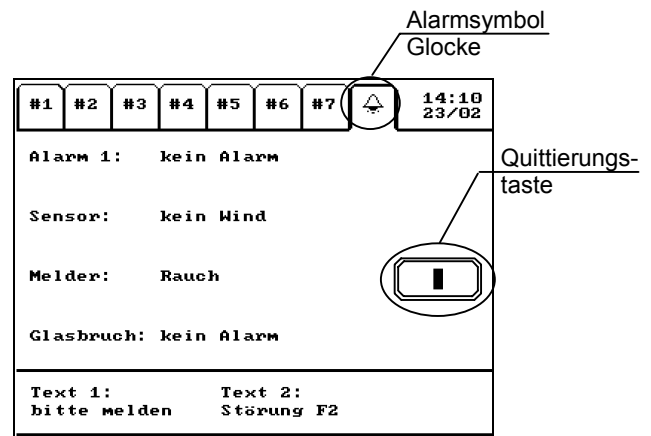 Alarmsymbol
Glocke
#1 #2 #3 #4 #5 #6 #7 14:10
23/02
Alarm 1: kein Alarm
Quittierungs-
taste
Sensor: kein Wind
Melder: Rauch
Glasbruch: kein Alarm
Text 1: Text 2:
bitte melden Störung F2